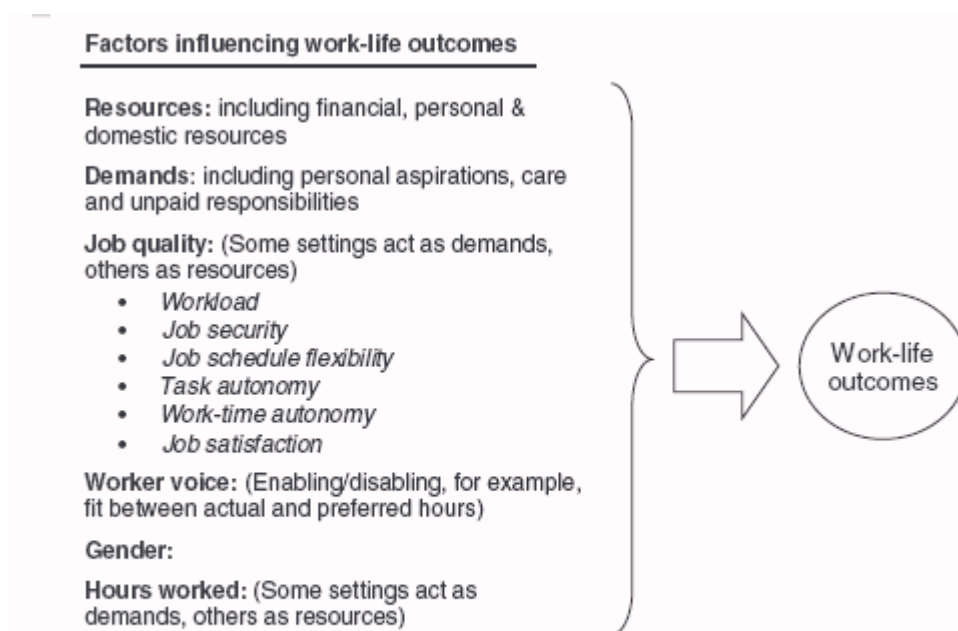 Factors influencing work-life outcomes
Resources: including financial, personal &
domestic resources
Demands: including personal aspirations, care
and unpaid responsibilities
Job quality: (Some settings act as demands,
others as resources)
• Workload
• Job security
• Job schedule flexibility
• Task autonomy
• Work-time autonomy
• Job satisfaction
Worker voice: (Enabling/disabling, for example,
fit between actual and preferred hours)
Gender:
Hours worked: (Some settings act as
demands, others as resources)
Work-life
outcomes